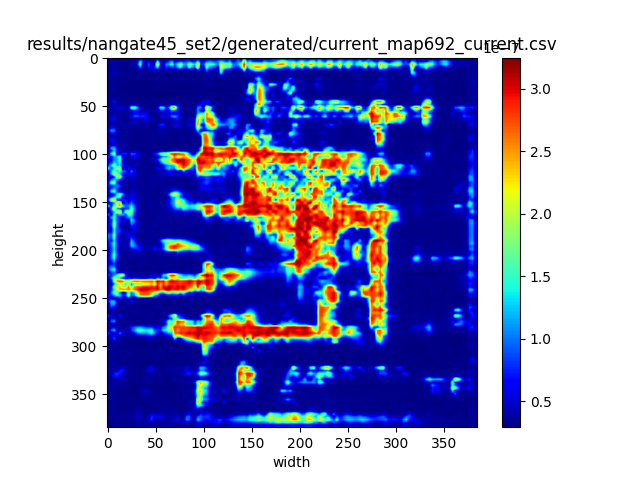 results/nangate45_set2/generated/current_map692_current.csv
1e−7
0
50
100
150
200
250
300
350
height
0 50 100 150 200 250 300 350
width
3.0
2.5
2.0
1.5
1.0
0.5